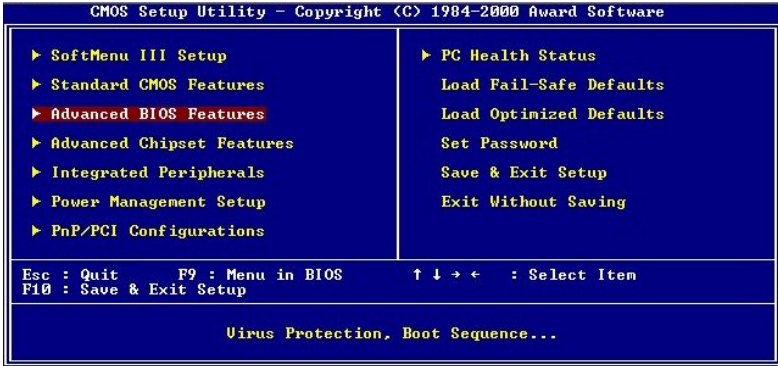 CMOS Setup Utility - Copyright (C) 1984-2000 Award Software
► SoftMenu III Setup
► Standard CMOS Features
► Advanced BIOS Features
► Advanced Chipset Features
► Integrated Peripherals
► Power Management Setup
► PnP/PCI Configurations
► PC Health Status
Load Fail-Safe Defaults
Load Optimized Defaults
Set Password
Save & Exit Setup
Exit Without Saving
Esc : Quit F9 : Menu in BIOS ↑ ↓ → ← : Select Item
F10 : Save & Exit Setup
Virus Protection, Boot Sequence...